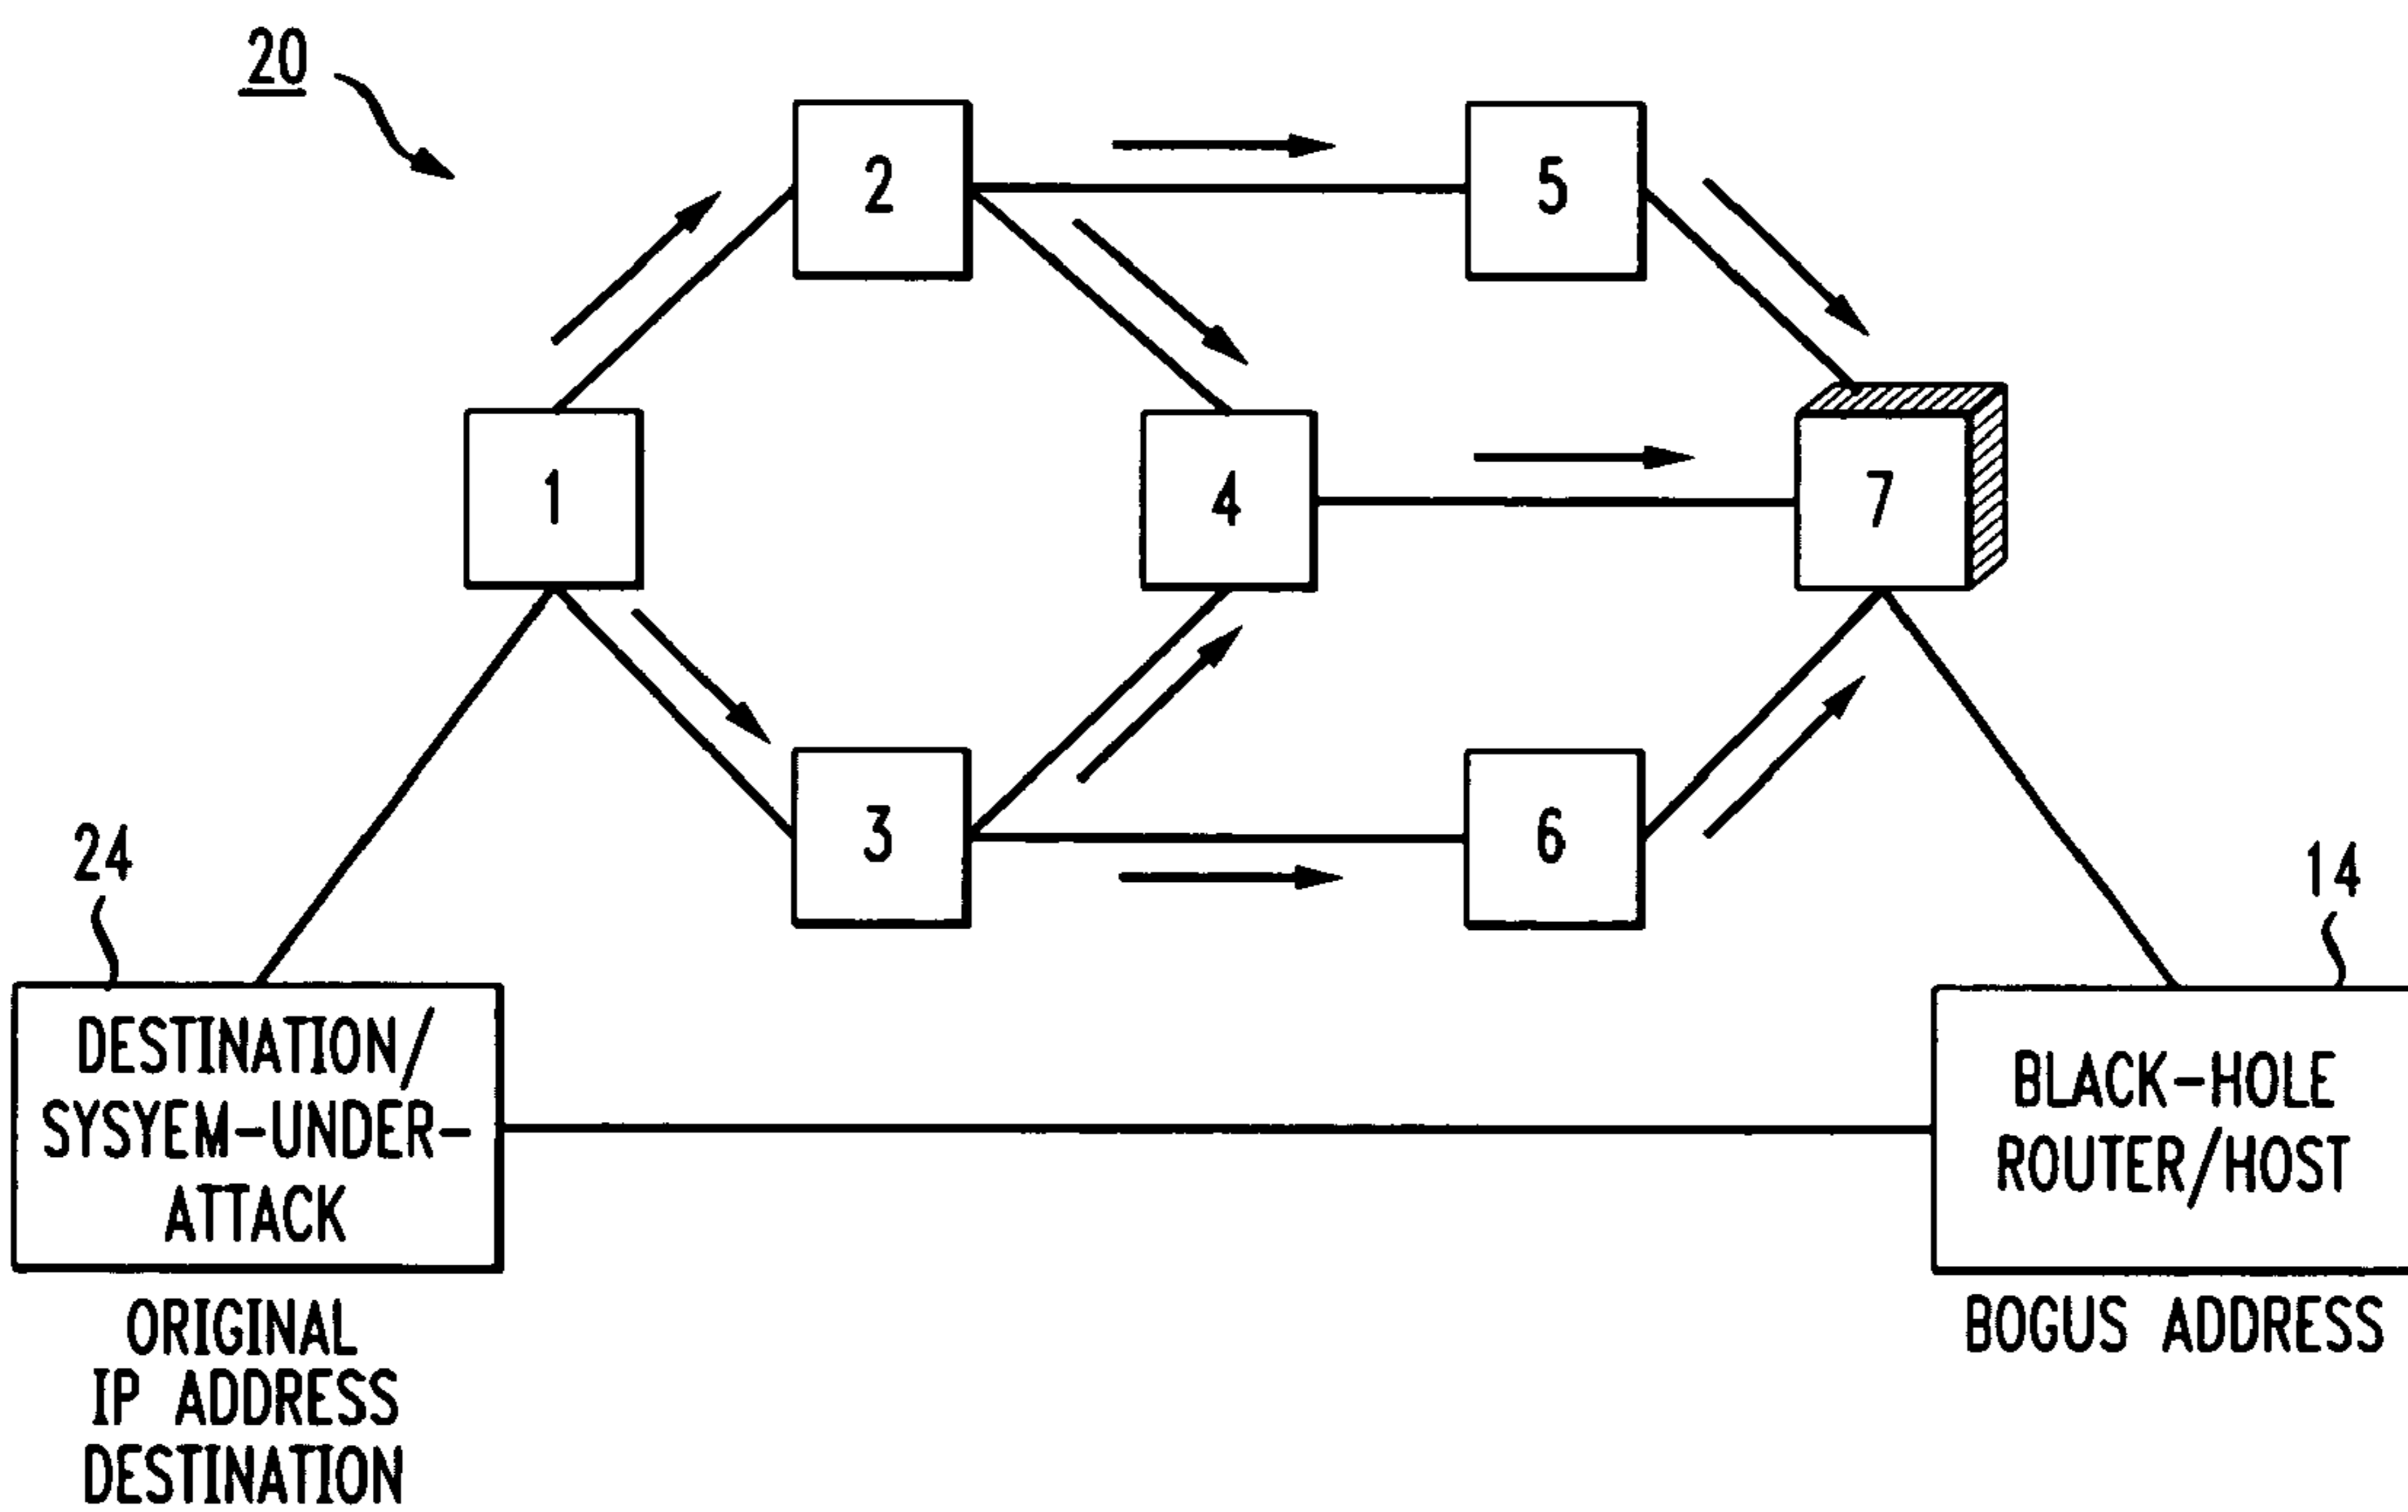 20
2
5
1
4
7
3
6
24
14
DESTINATION/
SYSYEM-UNDER-
ATTACK
BLACK-HOLE
ROUTER/HOST
ORIGINAL
IP ADDRESS
DESTINATION
BOGUS ADDRESS